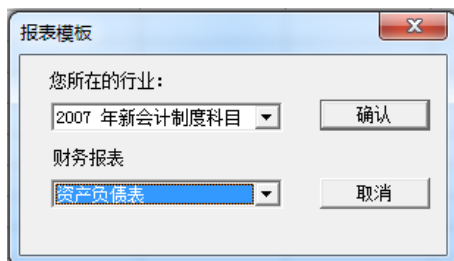 报表模板
您所在的行业：
2007 年新会计制度科目
确认
财务报表
资产负债表
取消